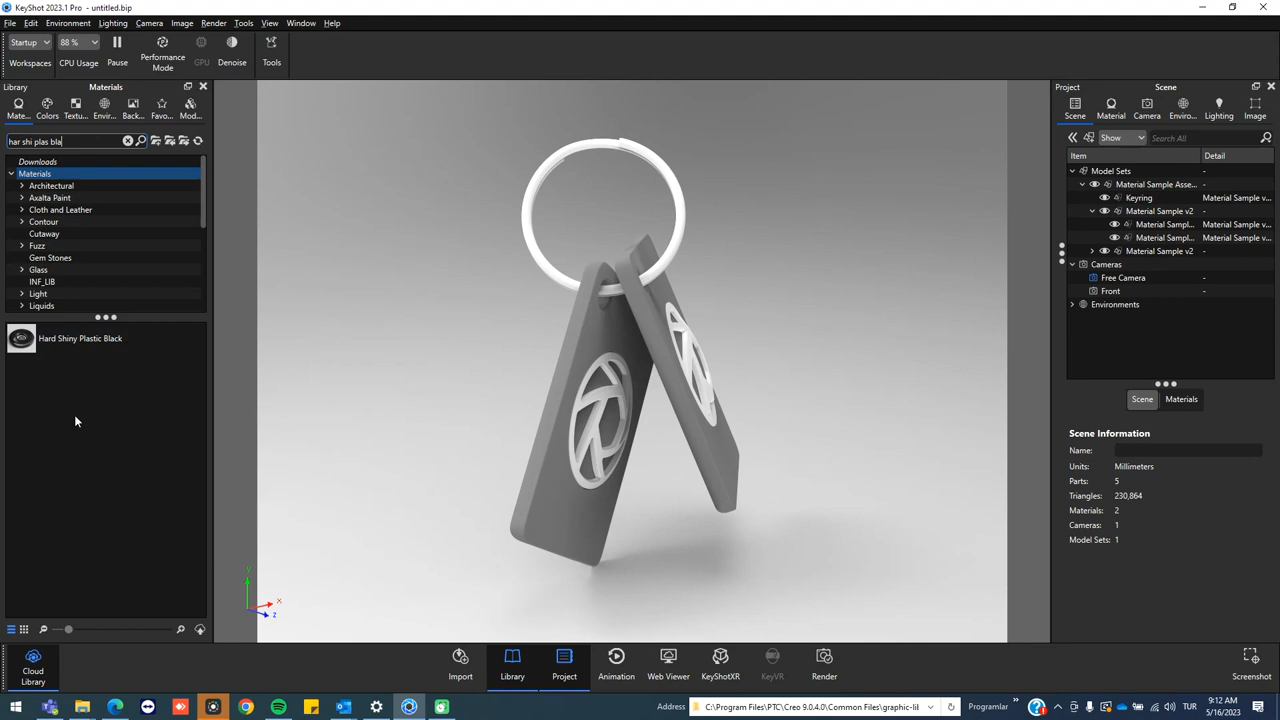 KeyShot 2023.1 Pro - untitled.bip
File Edit Environment Lighting Camera Image Render Tools View Window Help
Startup 88 %
Workspaces CPU Usage Pause Performance Mode GPU Denoise Tools
Library Materials
Mate... Colors Textu... Envir... Back... Favo... Mod...
har shi plas bla
Downloads
Materials
Architectural
Axalta Paint
Cloth and Leather
Contour
Cutaway
Fuzz
Gem Stones
Glass
INF_LIB
Light
Liquids
Hard Shiny Plastic Black
y
x
z
Project Scene
Scene Material Camera Enviro... Lighting Image
Show Search All
Item Detail
Model Sets
Material Sample Asse... -
Keyring Material Sample v...
Material Sample v2 -
Material Sampl... Material Sample v...
Material Sampl... Material Sample v...
Material Sample v2 -
Cameras
Free Camera -
Front -
Environments
Scene Materials
Scene Information
Name:
Units: Millimeters
Parts: 5
Triangles: 230,864
Materials: 2
Cameras: 1
Model Sets: 1
Cloud Library Import Library Project Animation Web Viewer KeyShotXR KeyVR Render Screenshot
Address C:\Program Files\PTC\Creo 9.0.4.0\Common Files\graphic-lib Programlar TUR 9:12 AM
5/16/2023